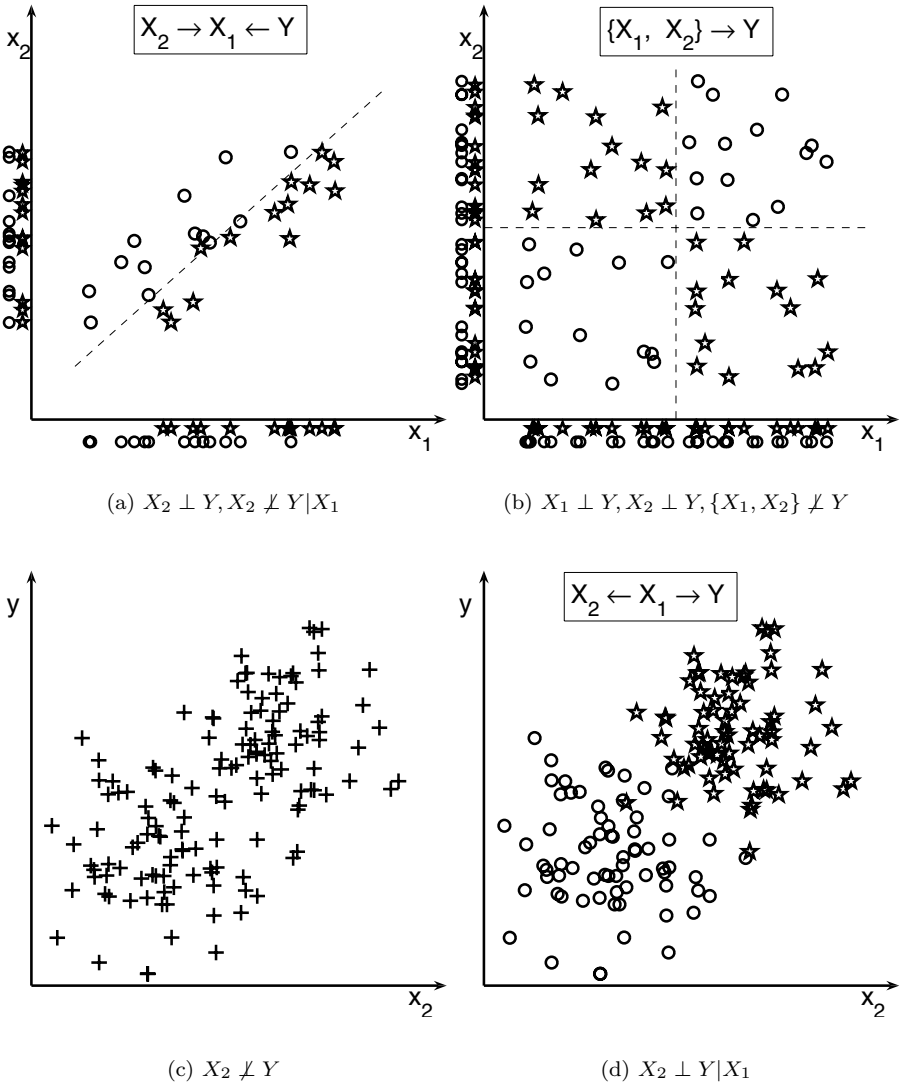 X₂ → X₁ ← Y
x₂
x₁
(a) X₂ ⊥ Y, X₂ ⊥̸ Y|X₁
{X₁, X₂} → Y
x₂
x₁
(b) X₁ ⊥ Y, X₂ ⊥ Y, {X₁, X₂} ⊥̸ Y
y
x₂
(c) X₂ ⊥̸ Y
X₂ ← X₁ → Y
y
x₂
(d) X₂ ⊥ Y|X₁